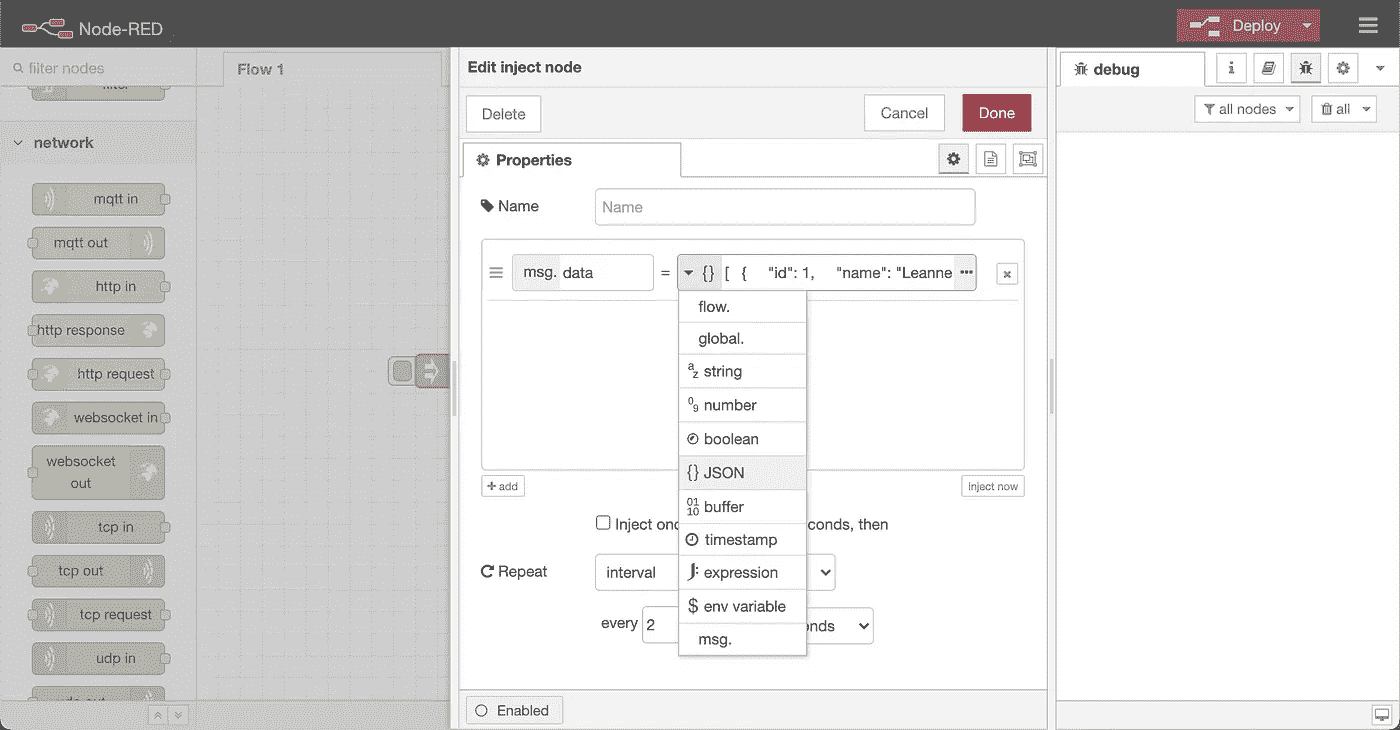 Node-RED
Deploy
filter nodes
filter
network
mqtt in
mqtt out
http in
http response
http request
websocket in
websocket
out
tcp in
tcp out
tcp request
udp in
Flow 1
Edit inject node
Delete
Cancel
Done
Properties
Name
Name
msg. data = {} [ { "id": 1, "name": "Leanne •••
flow.
global.
az string
09 number
boolean
{} JSON
01
10 buffer
timestamp
expression
$ env variable
msg.
+ add
inject now
Inject onc
conds, then
Repeat
interval
every 2
onds
Enabled
debug
i
all nodes
all